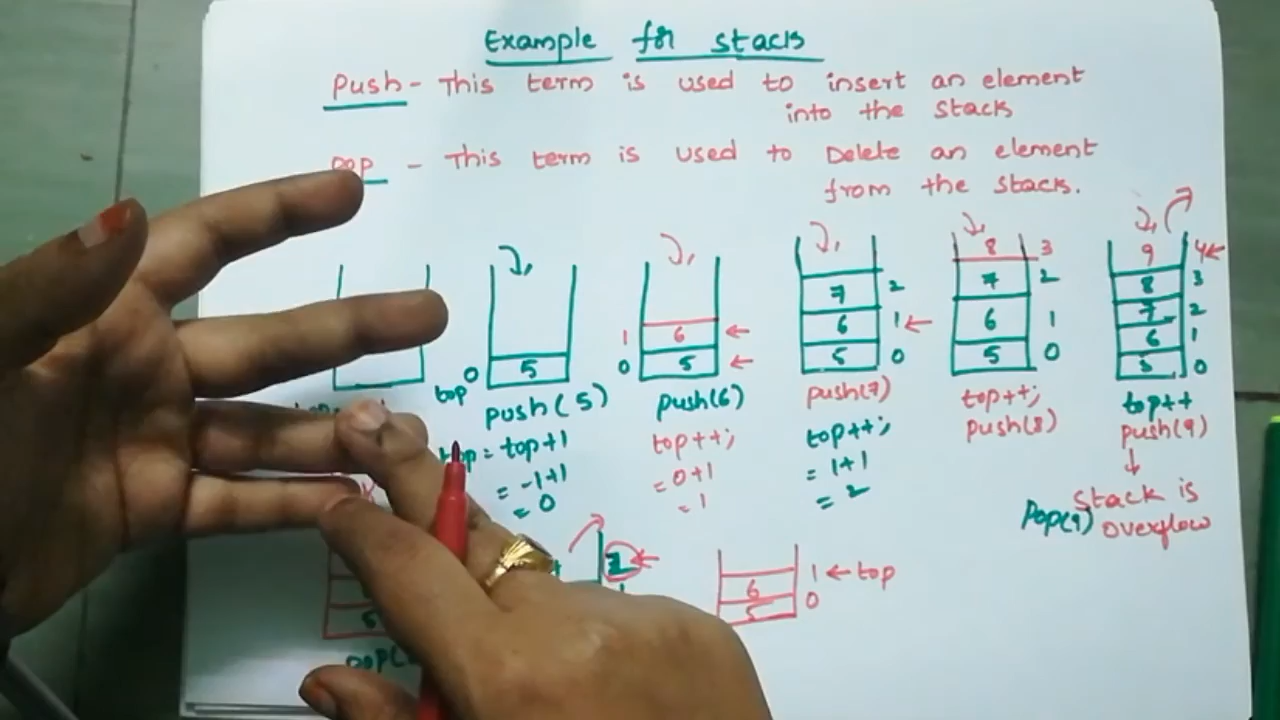 Example for stack
Push - This term is used to insert an element
into the stack
pop - This term is used to Delete an element
from the stack.
top 0 5
push(5)
top = top+1
= -1+1
= 0
1 6
0 5
push(6)
top++;
= 0+1
= 1
7 2
6 1
5 0
push(7)
top++;
= 1+1
= 2
8 3
7 2
6 1
5 0
top++;
push(8)
9 4
8 3
7 2
6 1
5 0
top++
push(9)
stack is
overflow
Pop(9)
6 1 ← top
5 0